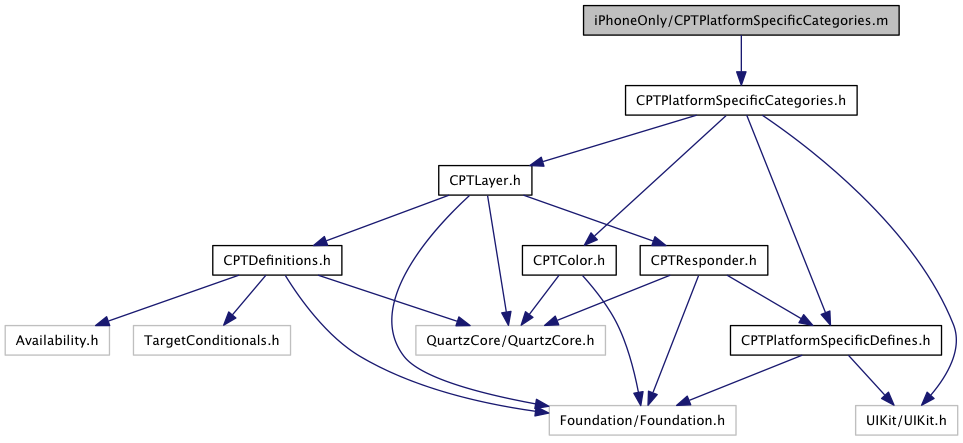 iPhoneOnly/CPTPlatformSpecificCategories.m
CPTPlatformSpecificCategories.h
CPTLayer.h
CPTDefinitions.h
CPTColor.h
CPTResponder.h
Availability.h
TargetConditionals.h
QuartzCore/QuartzCore.h
CPTPlatformSpecificDefines.h
Foundation/Foundation.h
UIKit/UIKit.h